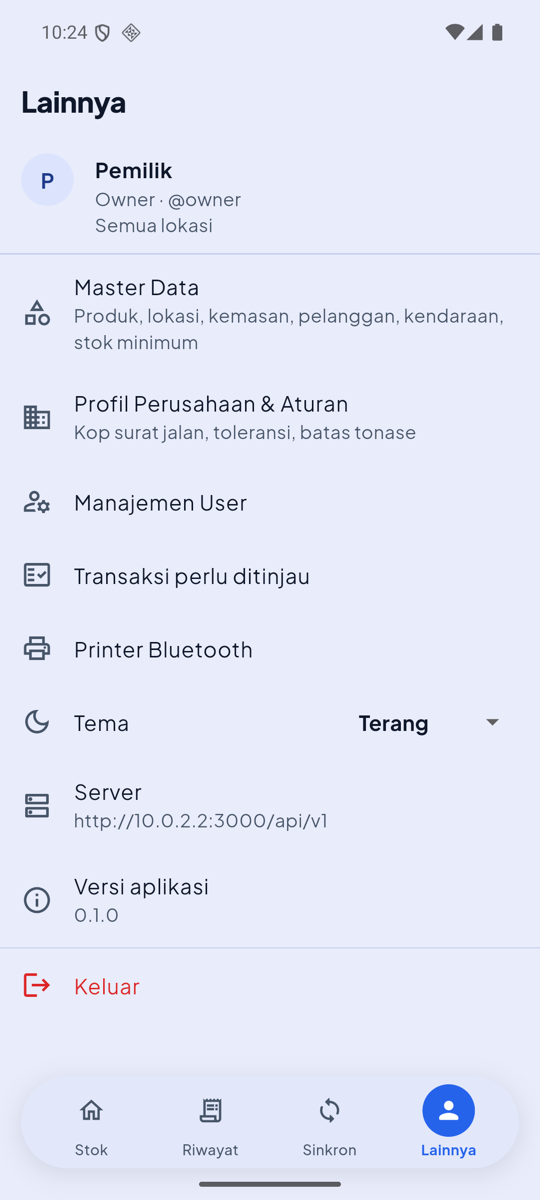 10:24
Lainnya
P
Pemilik
Owner · @owner
Semua lokasi
Master Data
Produk, lokasi, kemasan, pelanggan, kendaraan,
stok minimum
Profil Perusahaan & Aturan
Kop surat jalan, toleransi, batas tonase
Manajemen User
Transaksi perlu ditinjau
Printer Bluetooth
Tema
Terang
Server
http://10.0.2.2:3000/api/v1
Versi aplikasi
0.1.0
Keluar
Stok
Riwayat
Sinkron
Lainnya